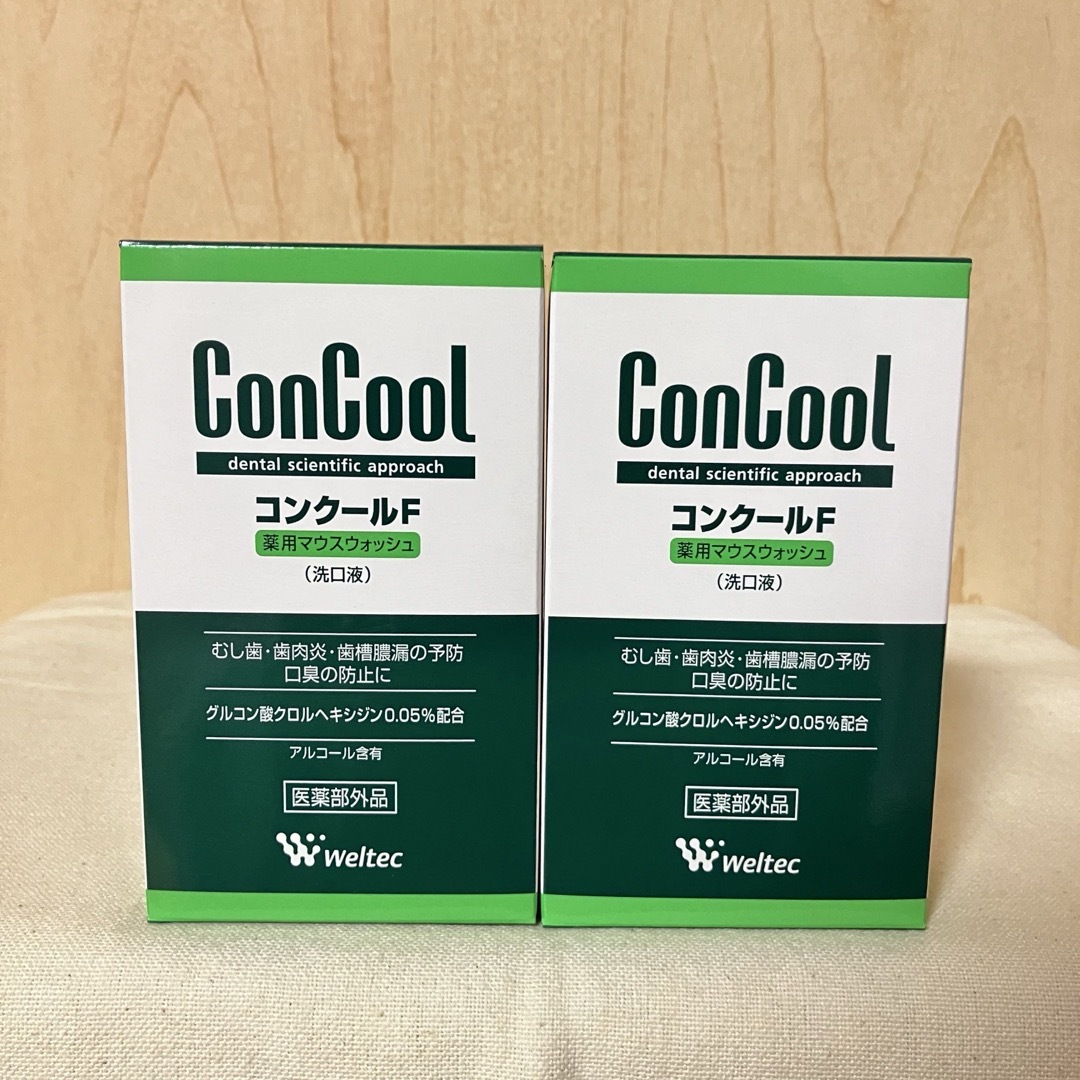 ConCool
dental scientific approach
コンクールF
薬用マウスウォッシュ
（洗口液）
むし歯・歯肉炎・歯槽膿漏の予防
口臭の防止に
グルコン酸クロルヘキシジン0.05%配合
アルコール含有
医薬部外品
weltec
ConCool
dental scientific approach
コンクールF
薬用マウスウォッシュ
（洗口液）
むし歯・歯肉炎・歯槽膿漏の予防
口臭の防止に
グルコン酸クロルヘキシジン0.05%配合
アルコール含有
医薬部外品
weltec